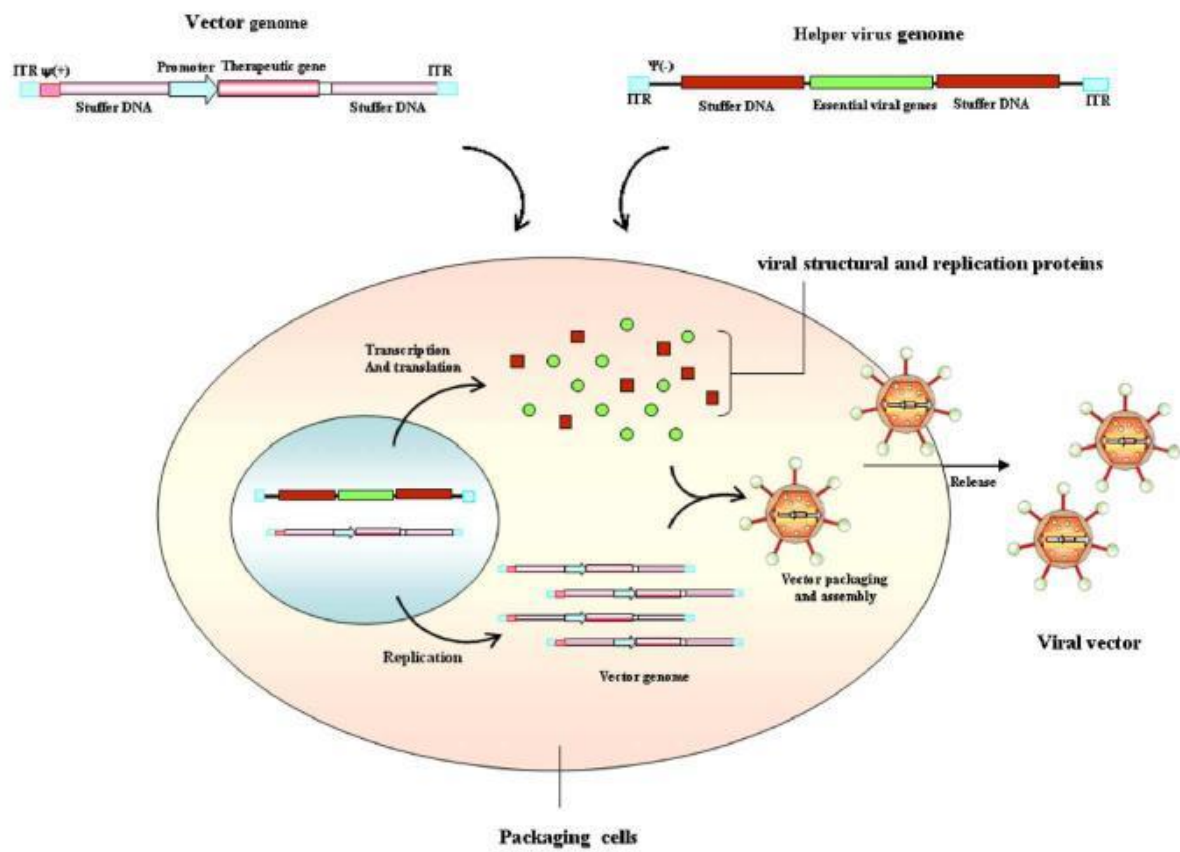 Vector genome
Helper virus genome
ITR ψ(+) Promoter Therapeutic gene ITR
Stuffer DNA Stuffer DNA
Ψ(-)
ITR Stuffer DNA Essential viral genes Stuffer DNA ITR
viral structural and replication proteins
Transcription
And translation
Release
Vector packaging
and assembly
Replication
Vector genome
Viral vector
Packaging cells